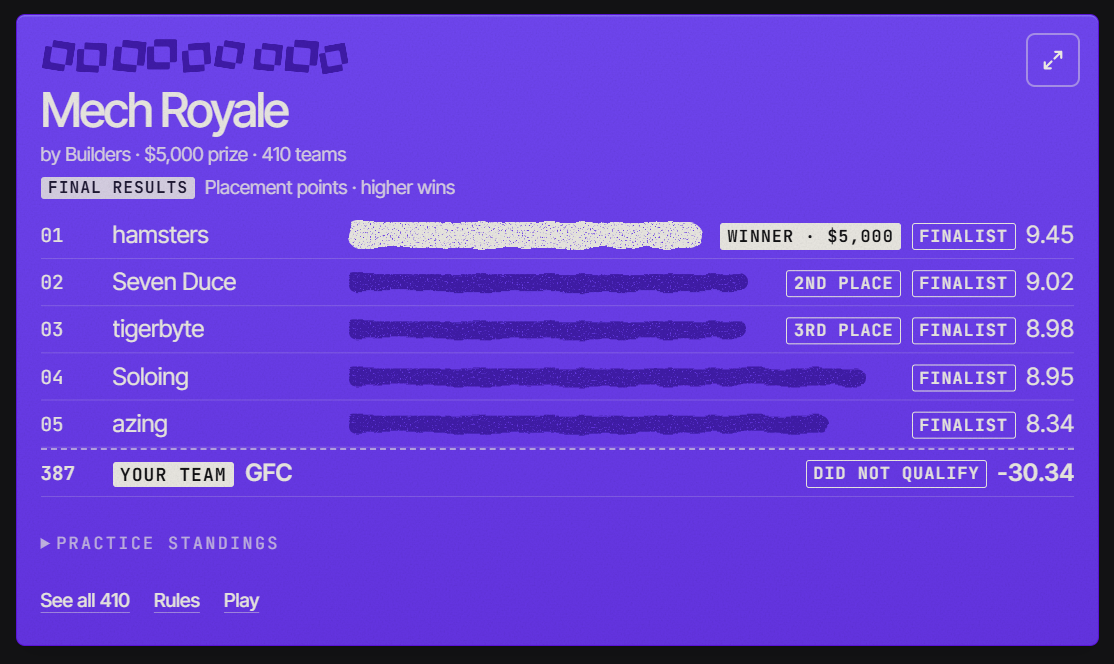 Mech Royale
by Builders · $5,000 prize · 410 teams
FINAL RESULTS Placement points · higher wins
01 hamsters WINNER · $5,000 FINALIST 9.45
02 Seven Duce 2ND PLACE FINALIST 9.02
03 tigerbyte 3RD PLACE FINALIST 8.98
04 Soloing FINALIST 8.95
05 azing FINALIST 8.34
387 YOUR TEAM GFC DID NOT QUALIFY -30.34
PRACTICE STANDINGS
See all 410 Rules Play